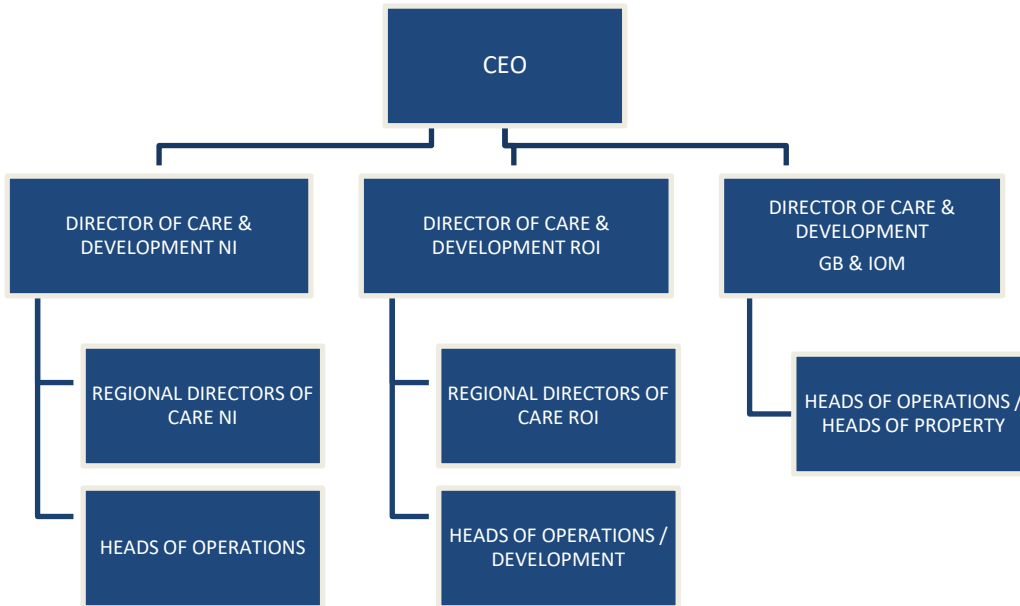 CEO
DIRECTOR OF CARE &
DEVELOPMENT NI
DIRECTOR OF CARE &
DEVELOPMENT ROI
DIRECTOR OF CARE &
DEVELOPMENT
GB & IOM
REGIONAL DIRECTORS OF
CARE NI
REGIONAL DIRECTORS OF
CARE ROI
HEADS OF OPERATIONS /
HEADS OF PROPERTY
HEADS OF OPERATIONS
HEADS OF OPERATIONS /
DEVELOPMENT